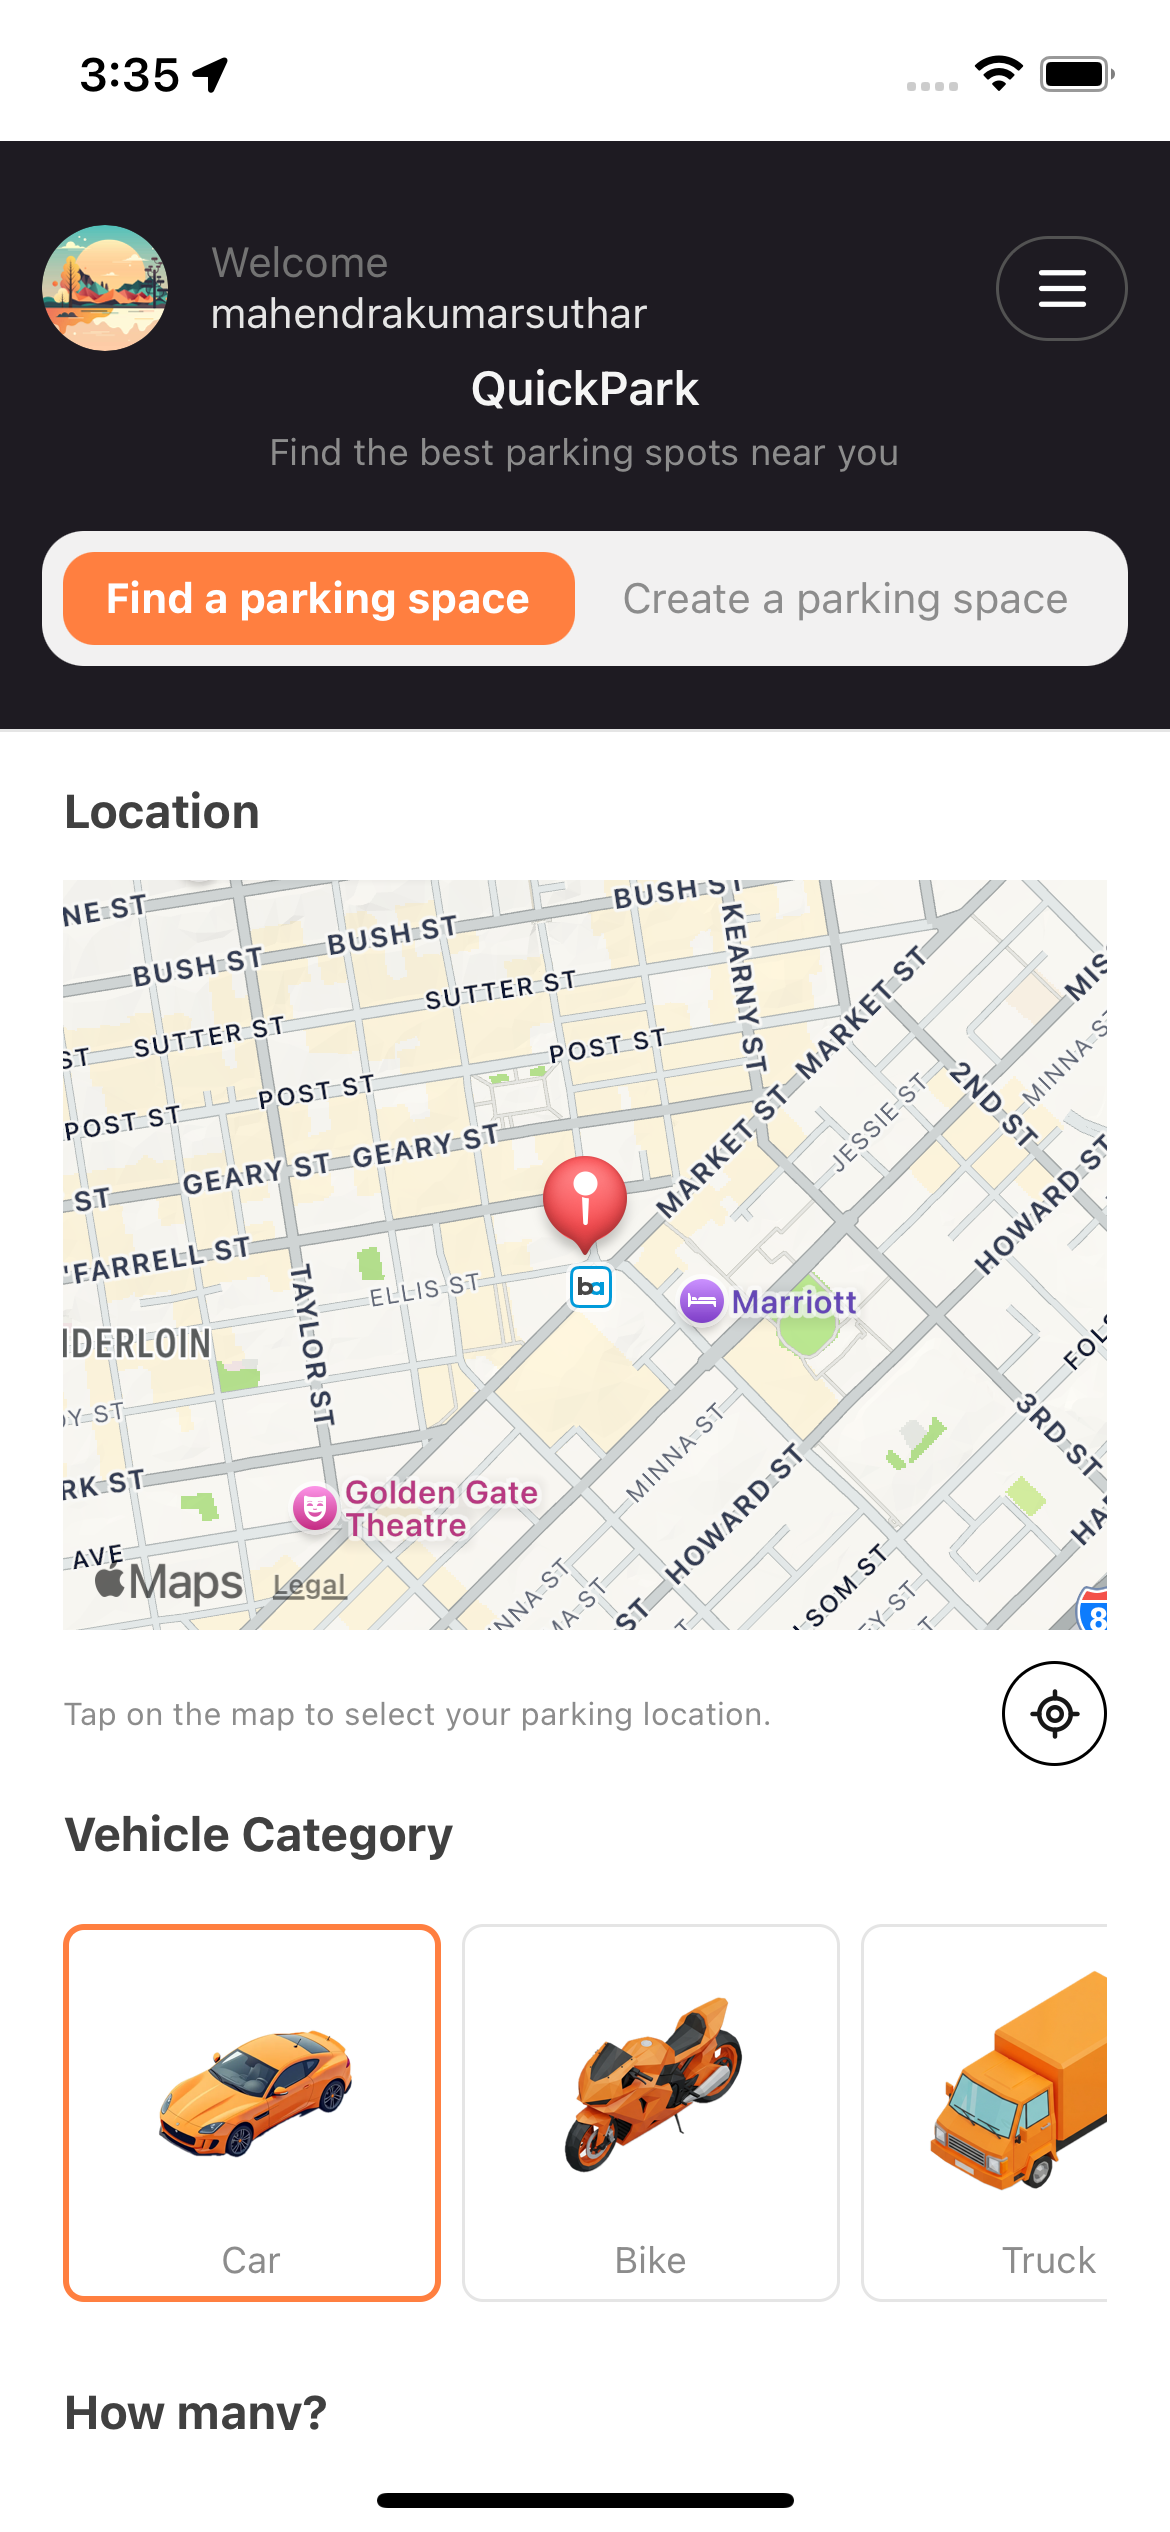 3:35
Welcome
mahendrakumarsuthar
QuickPark
Find the best parking spots near you
Find a parking space
Create a parking space
Location
NE ST
BUSH ST
BUSH ST
BUSH ST
KEARNY ST
SUTTER ST
SUTTER ST
ST
POST ST
POST ST
POST ST
MARKET ST
MARKET ST
MIS
MINNA S
JESSIE ST
2ND ST
GEARY ST
GEARY ST
ST
HOWARD ST
'FARRELL ST
TAYLOR ST
ELLIS ST
ba
Marriott
NDERLOIN
FOLS
DY ST
3RD ST
MINNA ST
RK ST
Golden Gate
Theatre
HOWARD ST
HA
AVE
Maps
Legal
NNA ST
MA ST
ST
LSOM ST
EY ST
T
T
8
Tap on the map to select your parking location.
Vehicle Category
Car
Bike
Truck
How many?